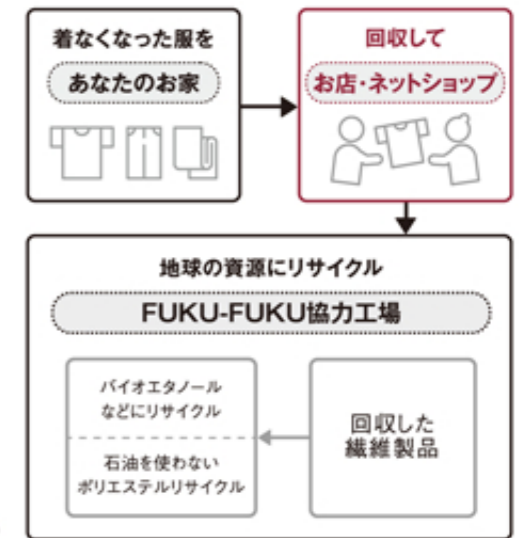 着なくなった服を
あなたのお家
回収して
お店・ネットショップ
地球の資源にリサイクル
FUKU-FUKU協力工場
バイオエタノール
などにリサイクル
石油を使わない
ポリエステルリサイクル
回収した
繊維製品